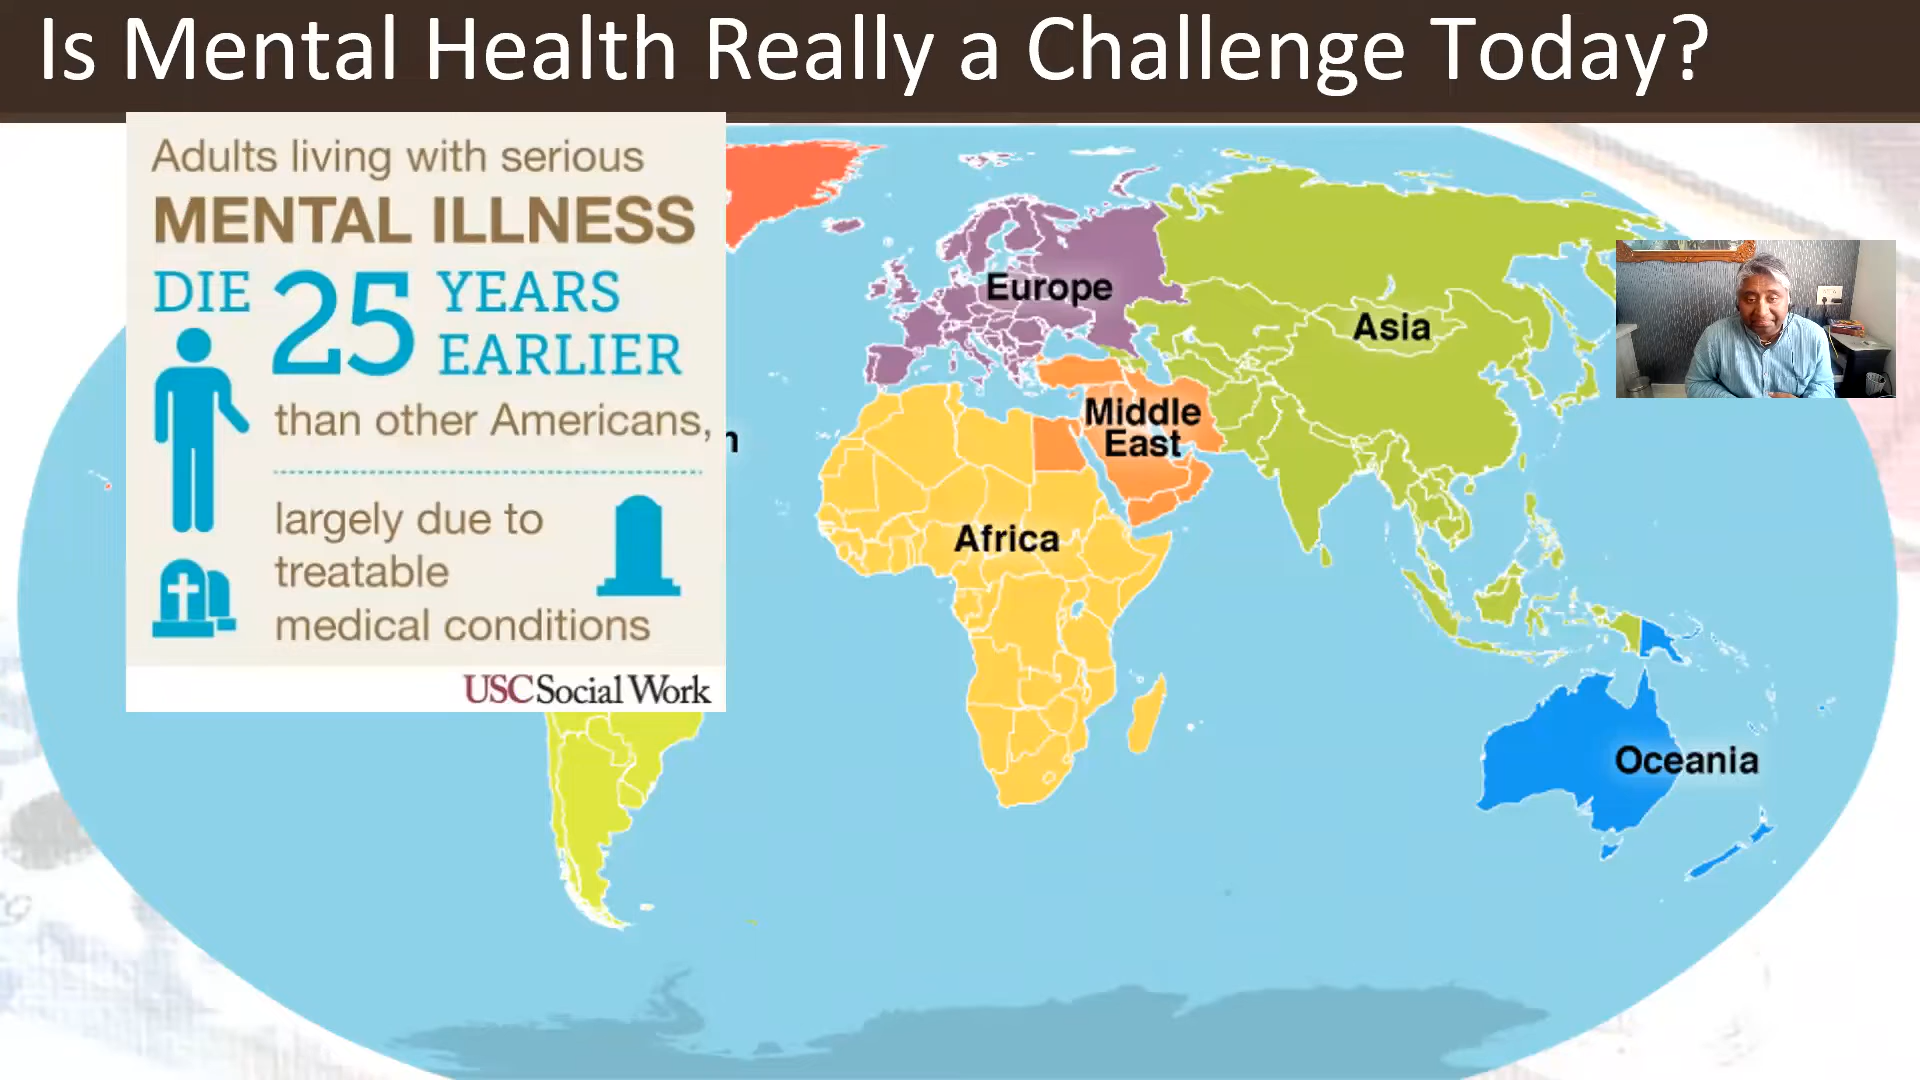 Is Mental Health Really a Challenge Today?
Adults living with serious
MENTAL ILLNESS
DIE 25 YEARS
EARLIER
than other Americans,
largely due to
treatable
medical conditions
USC Social Work
n
Europe
Asia
Middle
East
Africa
Oceania